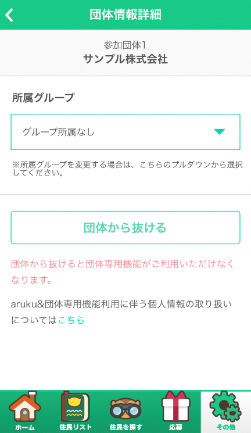 団体情報詳細
参加団体1
サンプル株式会社
所属グループ
グループ所属なし
※所属グループを変更する場合は、こちらのプルダウンから選択
してください。
団体から抜ける
団体から抜けると団体専用機能がご利用いただけなく
なります。
aruku&団体専用機能利用に伴う個人情報の取り扱い
についてはこちら
ホーム 住民リスト 住民を探す 応募 その他